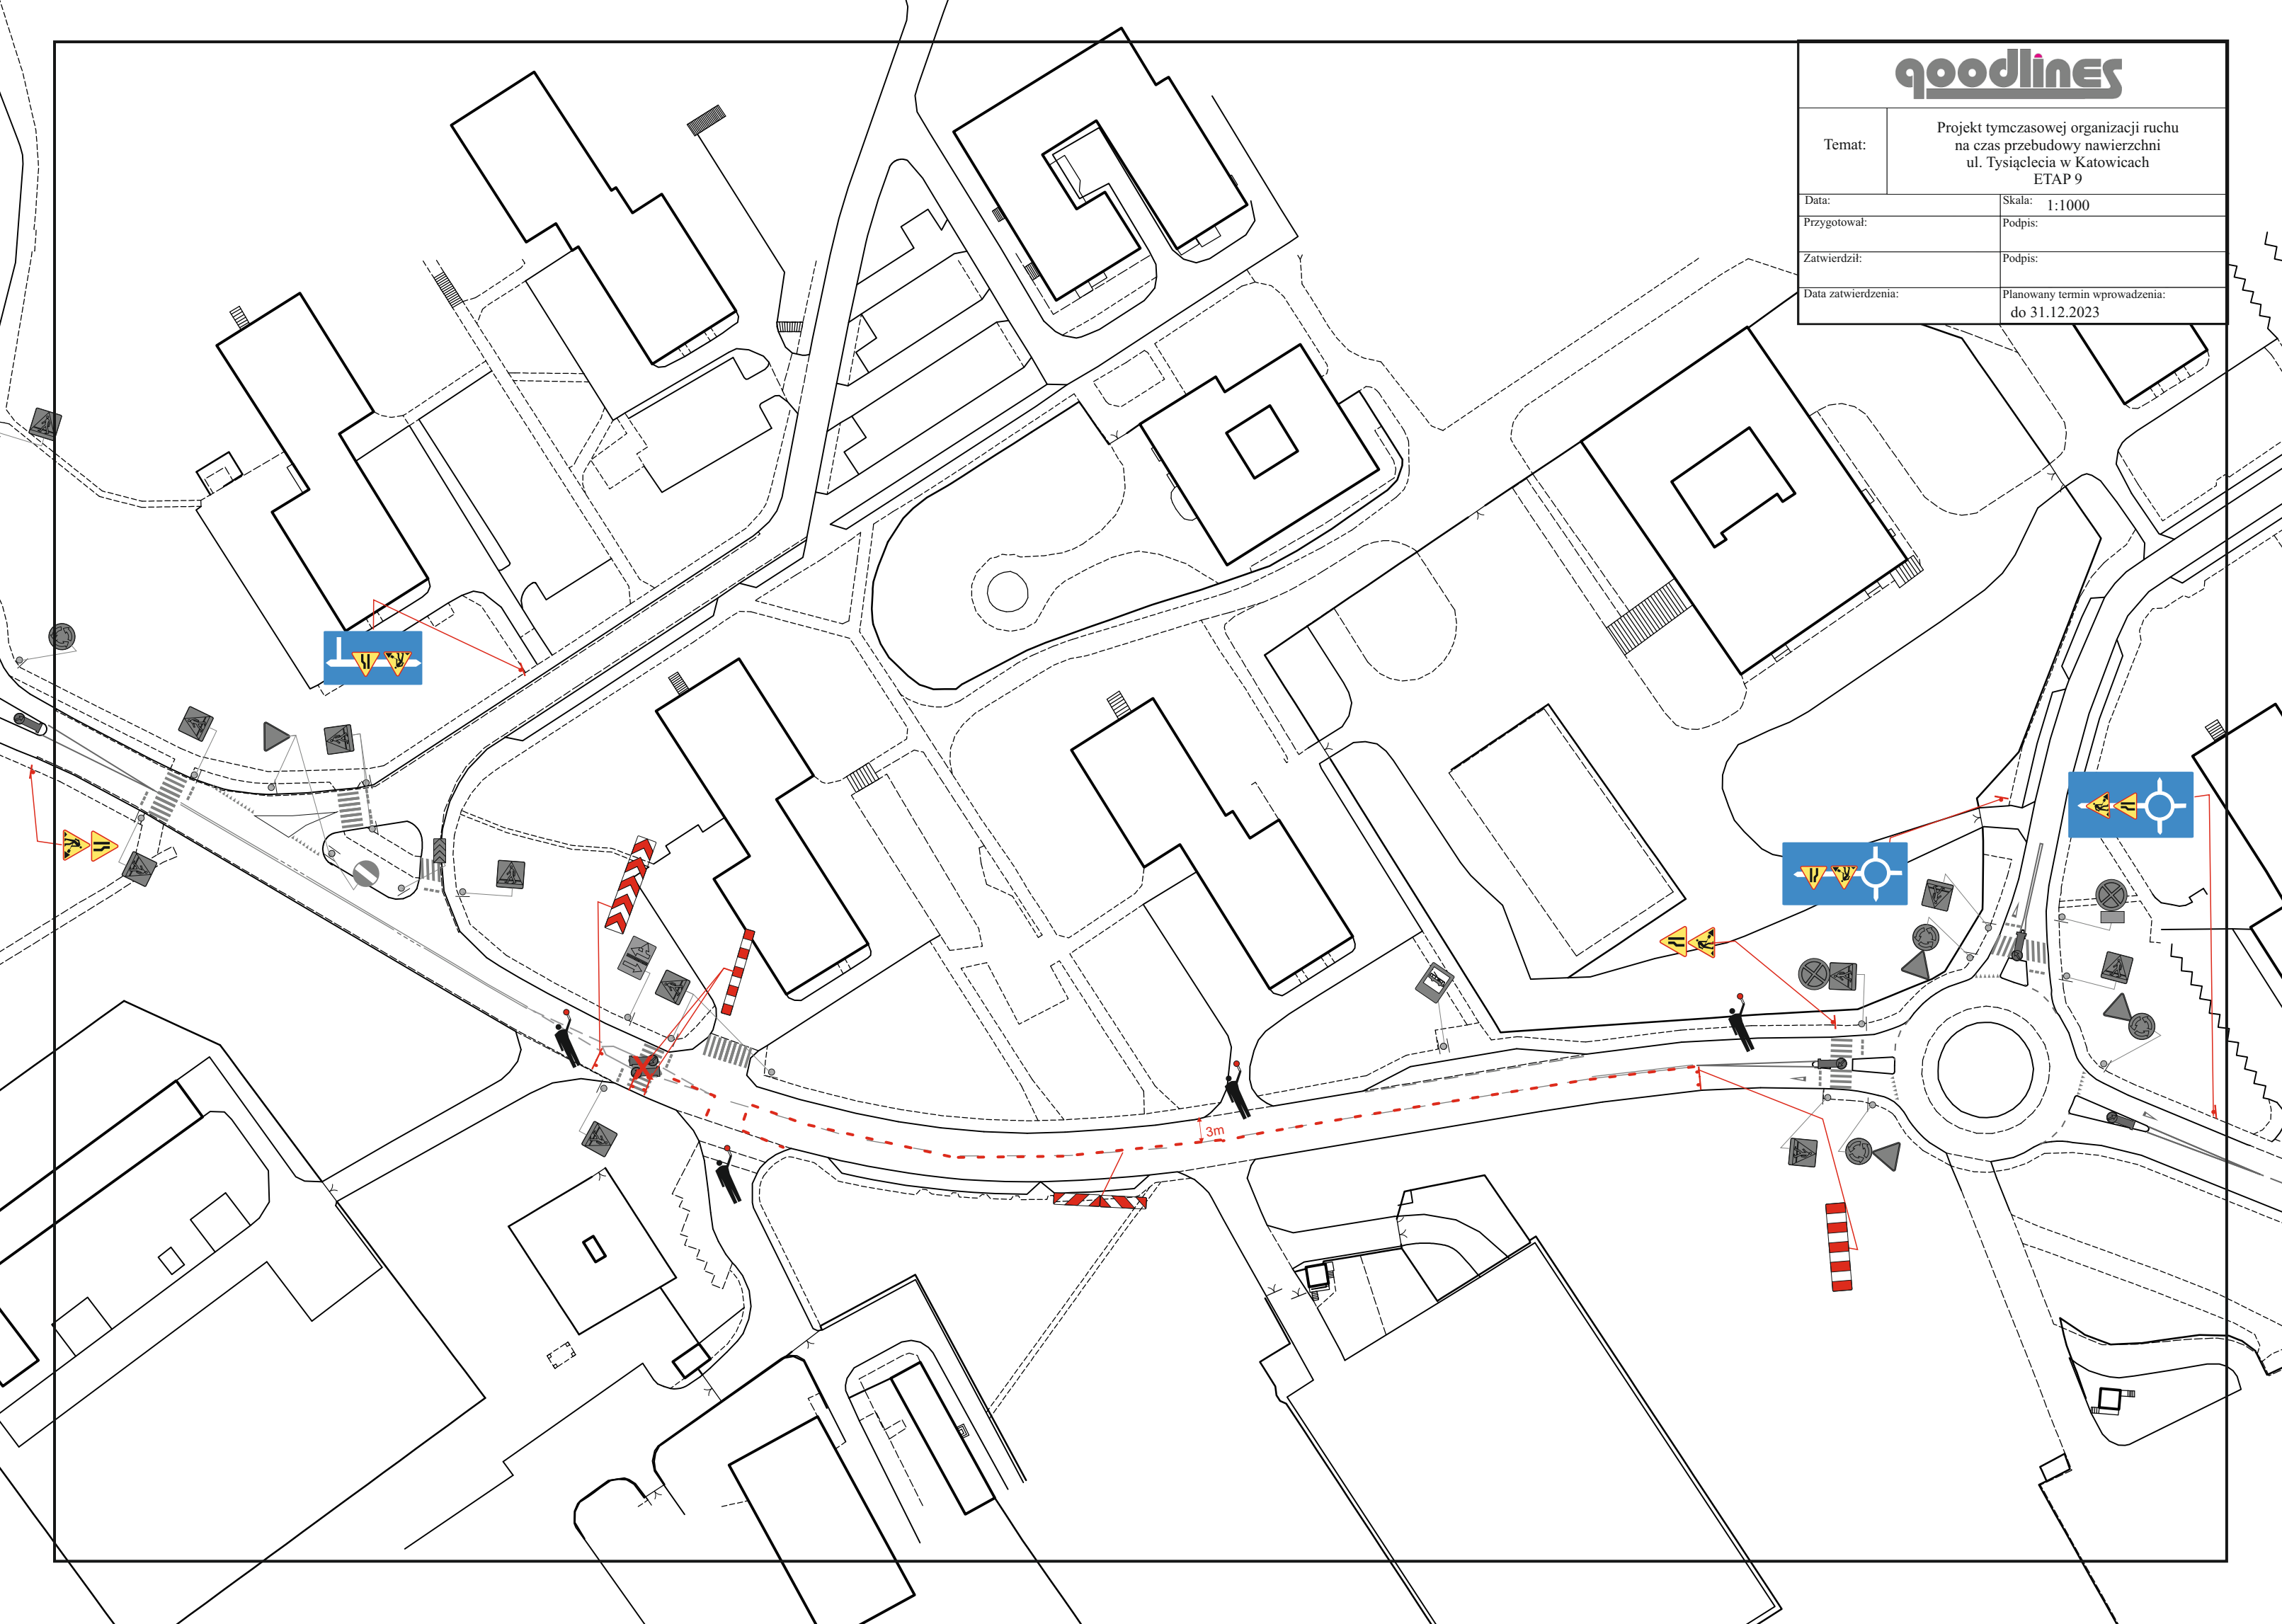 goodlines
Temat:
Projekt tymczasowej organizacji ruchu
na czas przebudowy nawierzchni
ul. Tysiąclecia w Katowicach
ETAP 9
Data:
Skala: 1:1000
Przygotował:
Podpis:
Zatwierdził:
Podpis:
Data zatwierdzenia:
Planowany termin wprowadzenia:
do 31.12.2023
3m